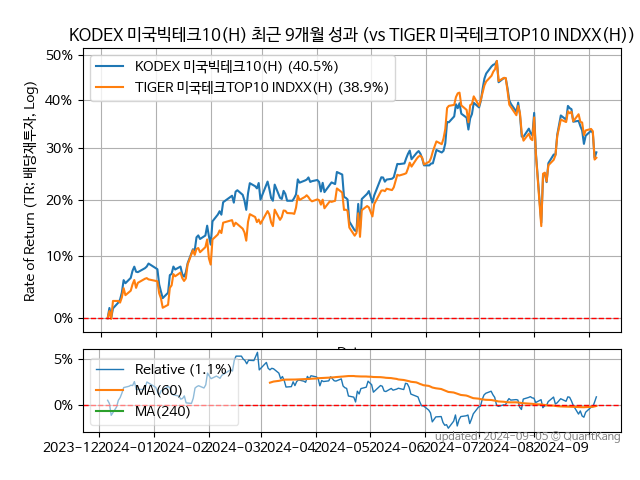 KODEX 미국빅테크10(H) 최근 9개월 성과 (vs TIGER 미국테크TOP10 INDXX(H))
Rate of Return (TR: 배당재투자, Log)
50%
40%
30%
20%
10%
0%
KODEX 미국빅테크10(H) (40.5%)
TIGER 미국테크TOP10 INDXX(H) (38.9%)
5%
0%
Relative (1.1%)
MA(60)
MA(240)
2023-12
2024-01
2024-02
2024-03
2024-04
2024-05
2024-06
2024-07
2024-08
2024-09
updated: 2024-09-05 © QuantKang